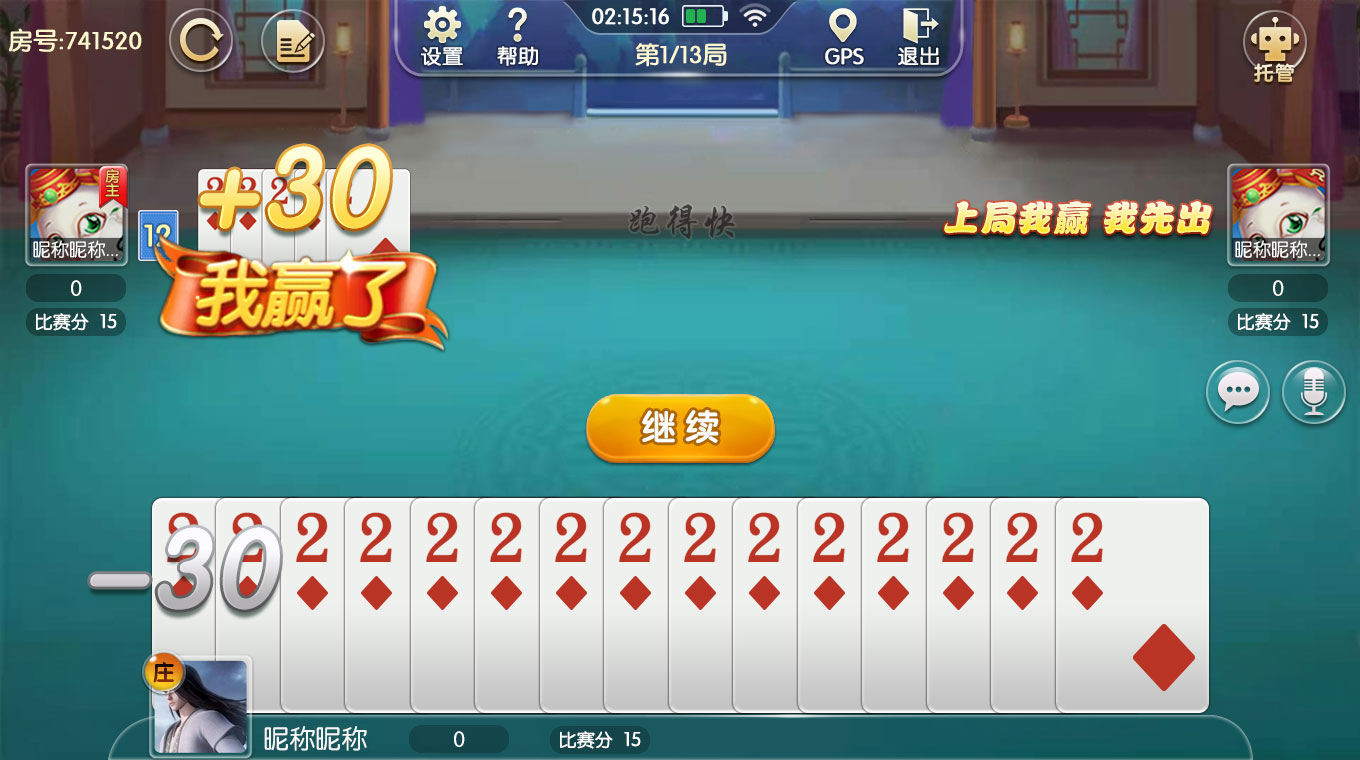 房号:741520
设置
帮助
02:15:16
第1/13局
GPS
退出
托管
房主
昵称昵称...
0
比赛分 15
12
2 2 2
+30
我赢了
跑得快
上局我赢 我先出
昵称昵称...
0
比赛分 15
继续
2 2 2 2 2 2 2 2 2 2 2 2 2 2 2
-30
庄
昵称昵称
0
比赛分 15